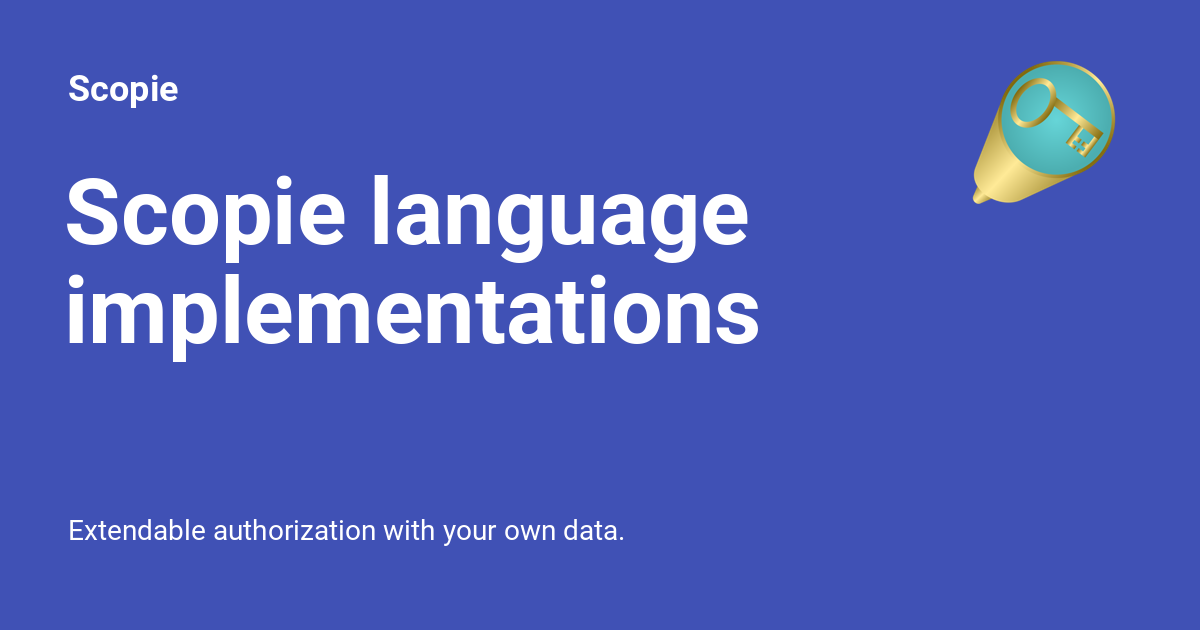 Scopie
Scopie language
implementations
Extendable authorization with your own data.